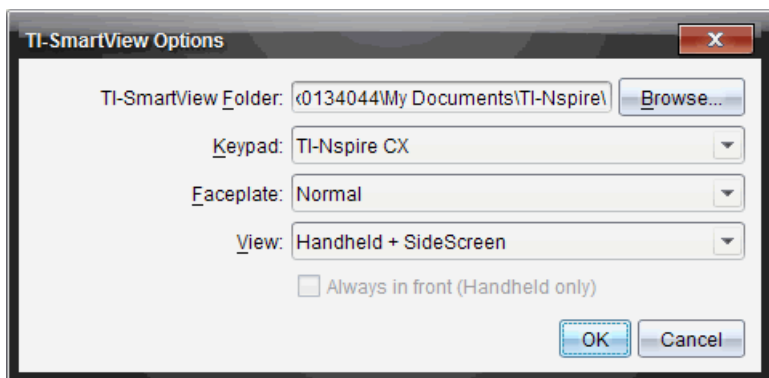 TI-SmartView Options
TI-SmartView Folder: 0134044\My Documents\TI-Nspire\ Browse...
Keypad: TI-Nspire CX
Faceplate: Normal
View: Handheld + SideScreen
Always in front (Handheld only)
OK Cancel